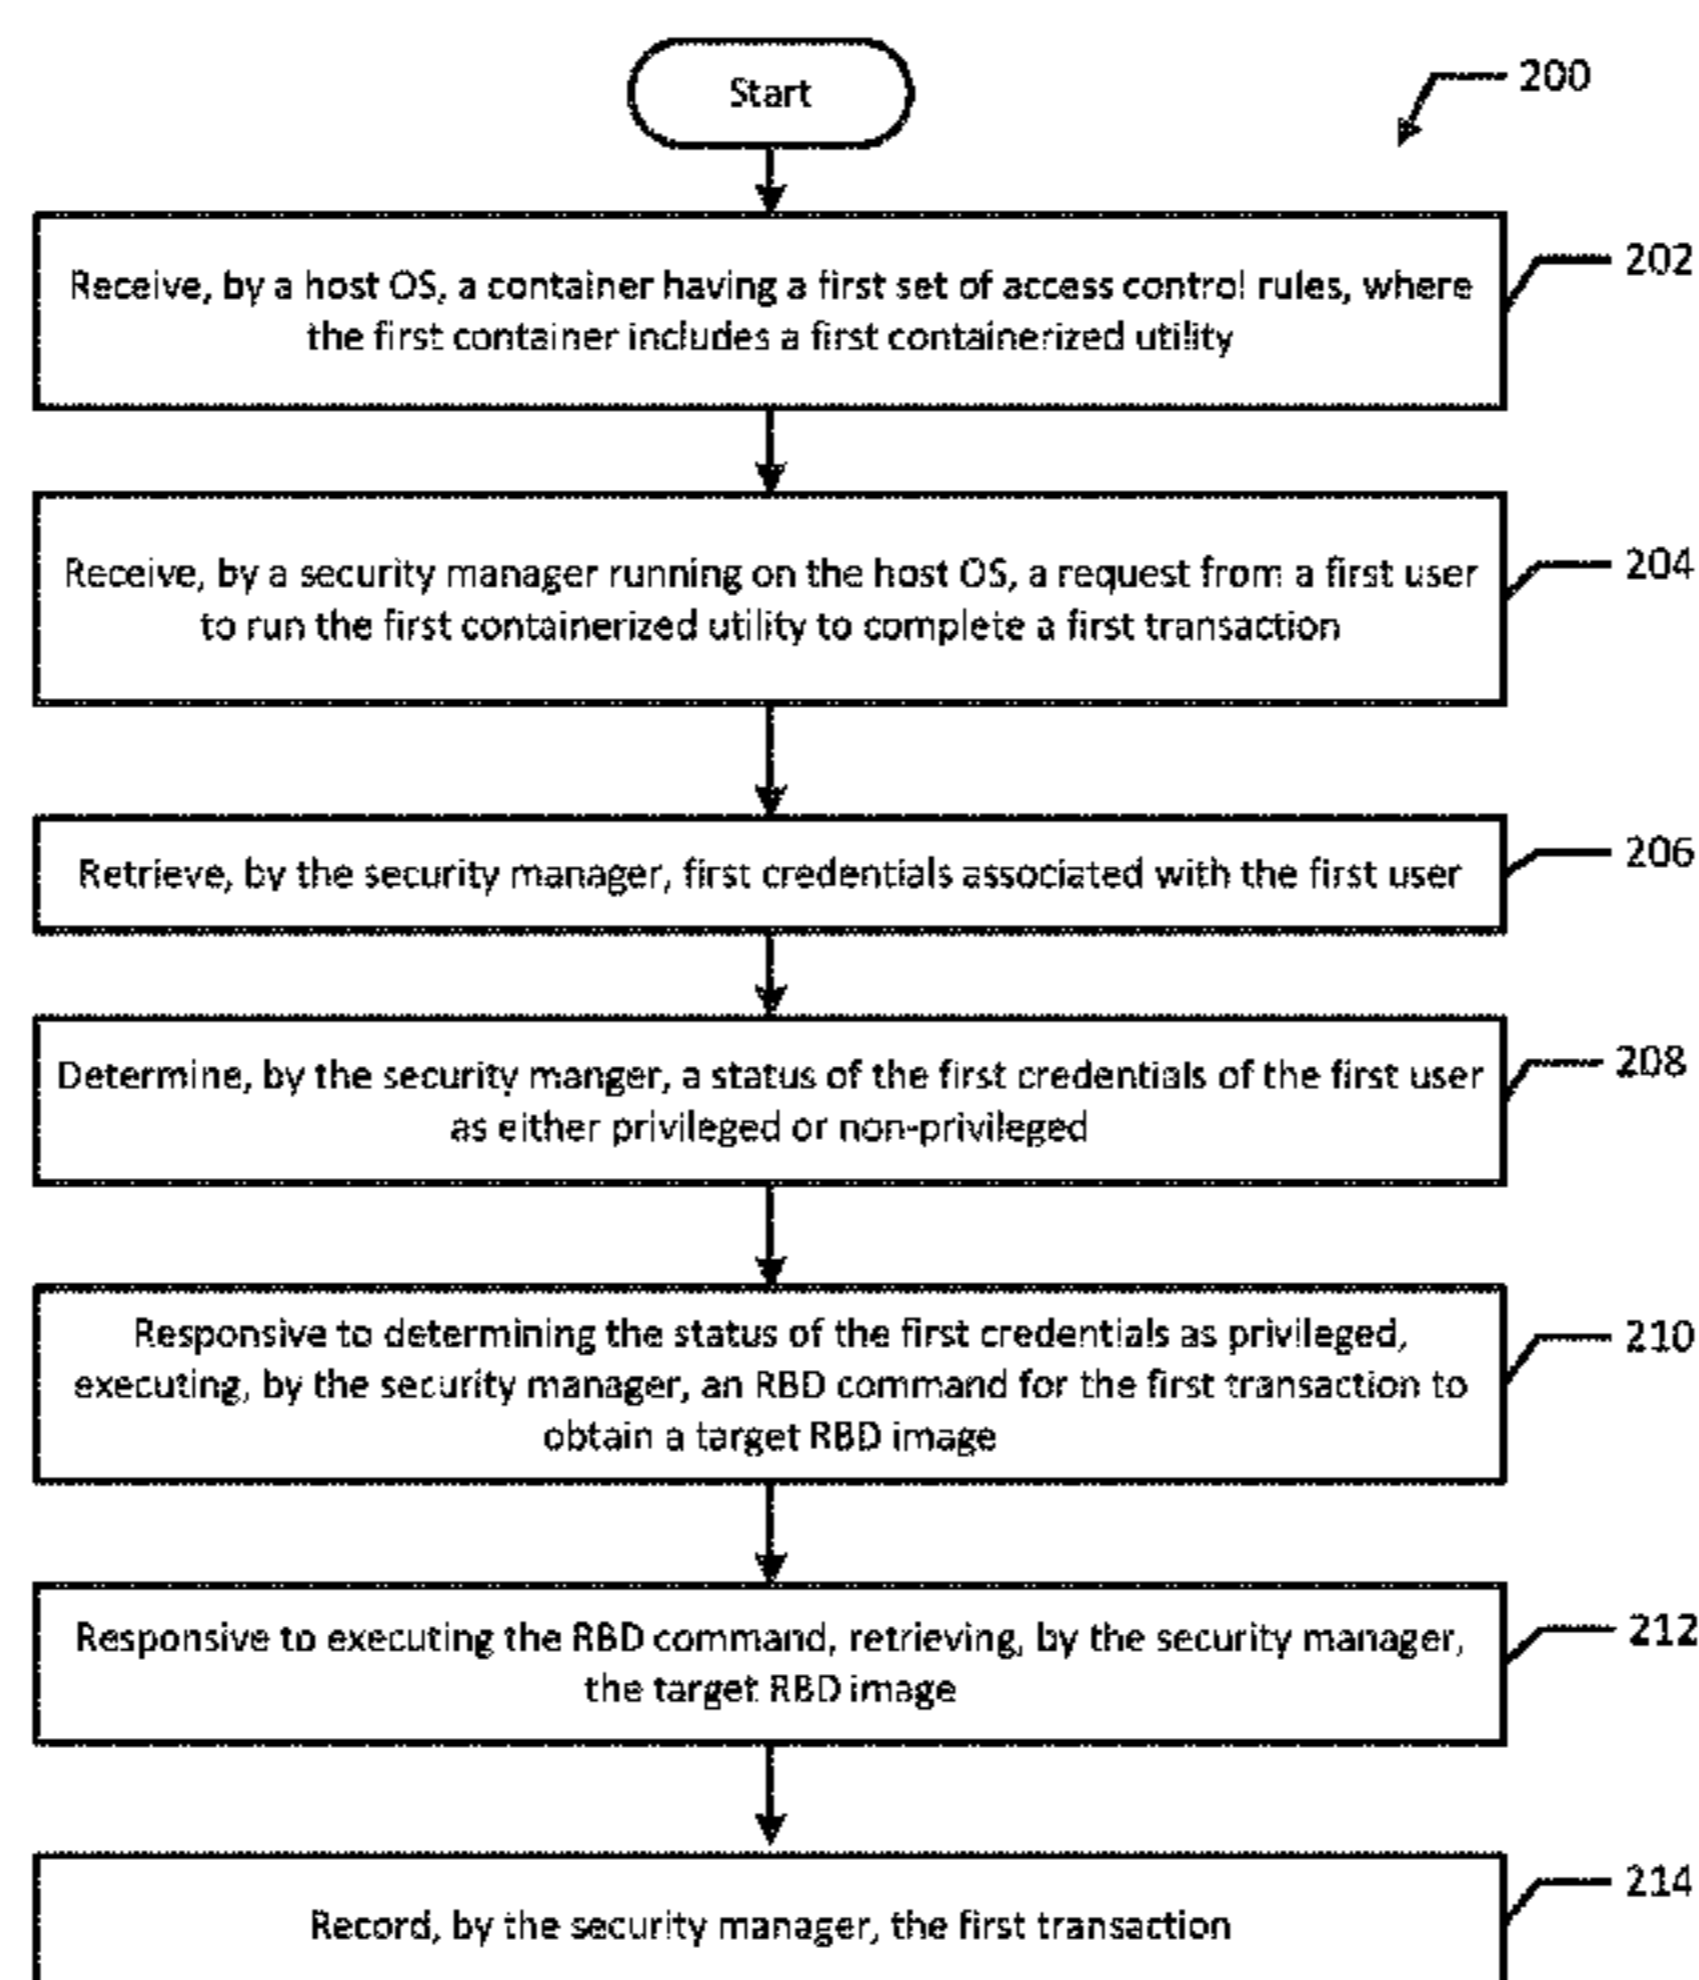 Start
200
Receive, by a host OS, a container having a first set of access control rules, where
the first container includes a first containerized utility
202
Receive, by a security manager running on the host OS, a request from a first user
to run the first containerized utility to complete a first transaction
204
Retrieve, by the security manager, first credentials associated with the first user
206
Determine, by the security manger, a status of the first credentials of the first user
as either privileged or non-privileged
208
Responsive to determining the status of the first credentials as privileged,
executing, by the security manager, an RBD command for the first transaction to
obtain a target RBD image
210
Responsive to executing the RBD command, retrieving, by the security manager,
the target RBD image
212
Record, by the security manager, the first transaction
214